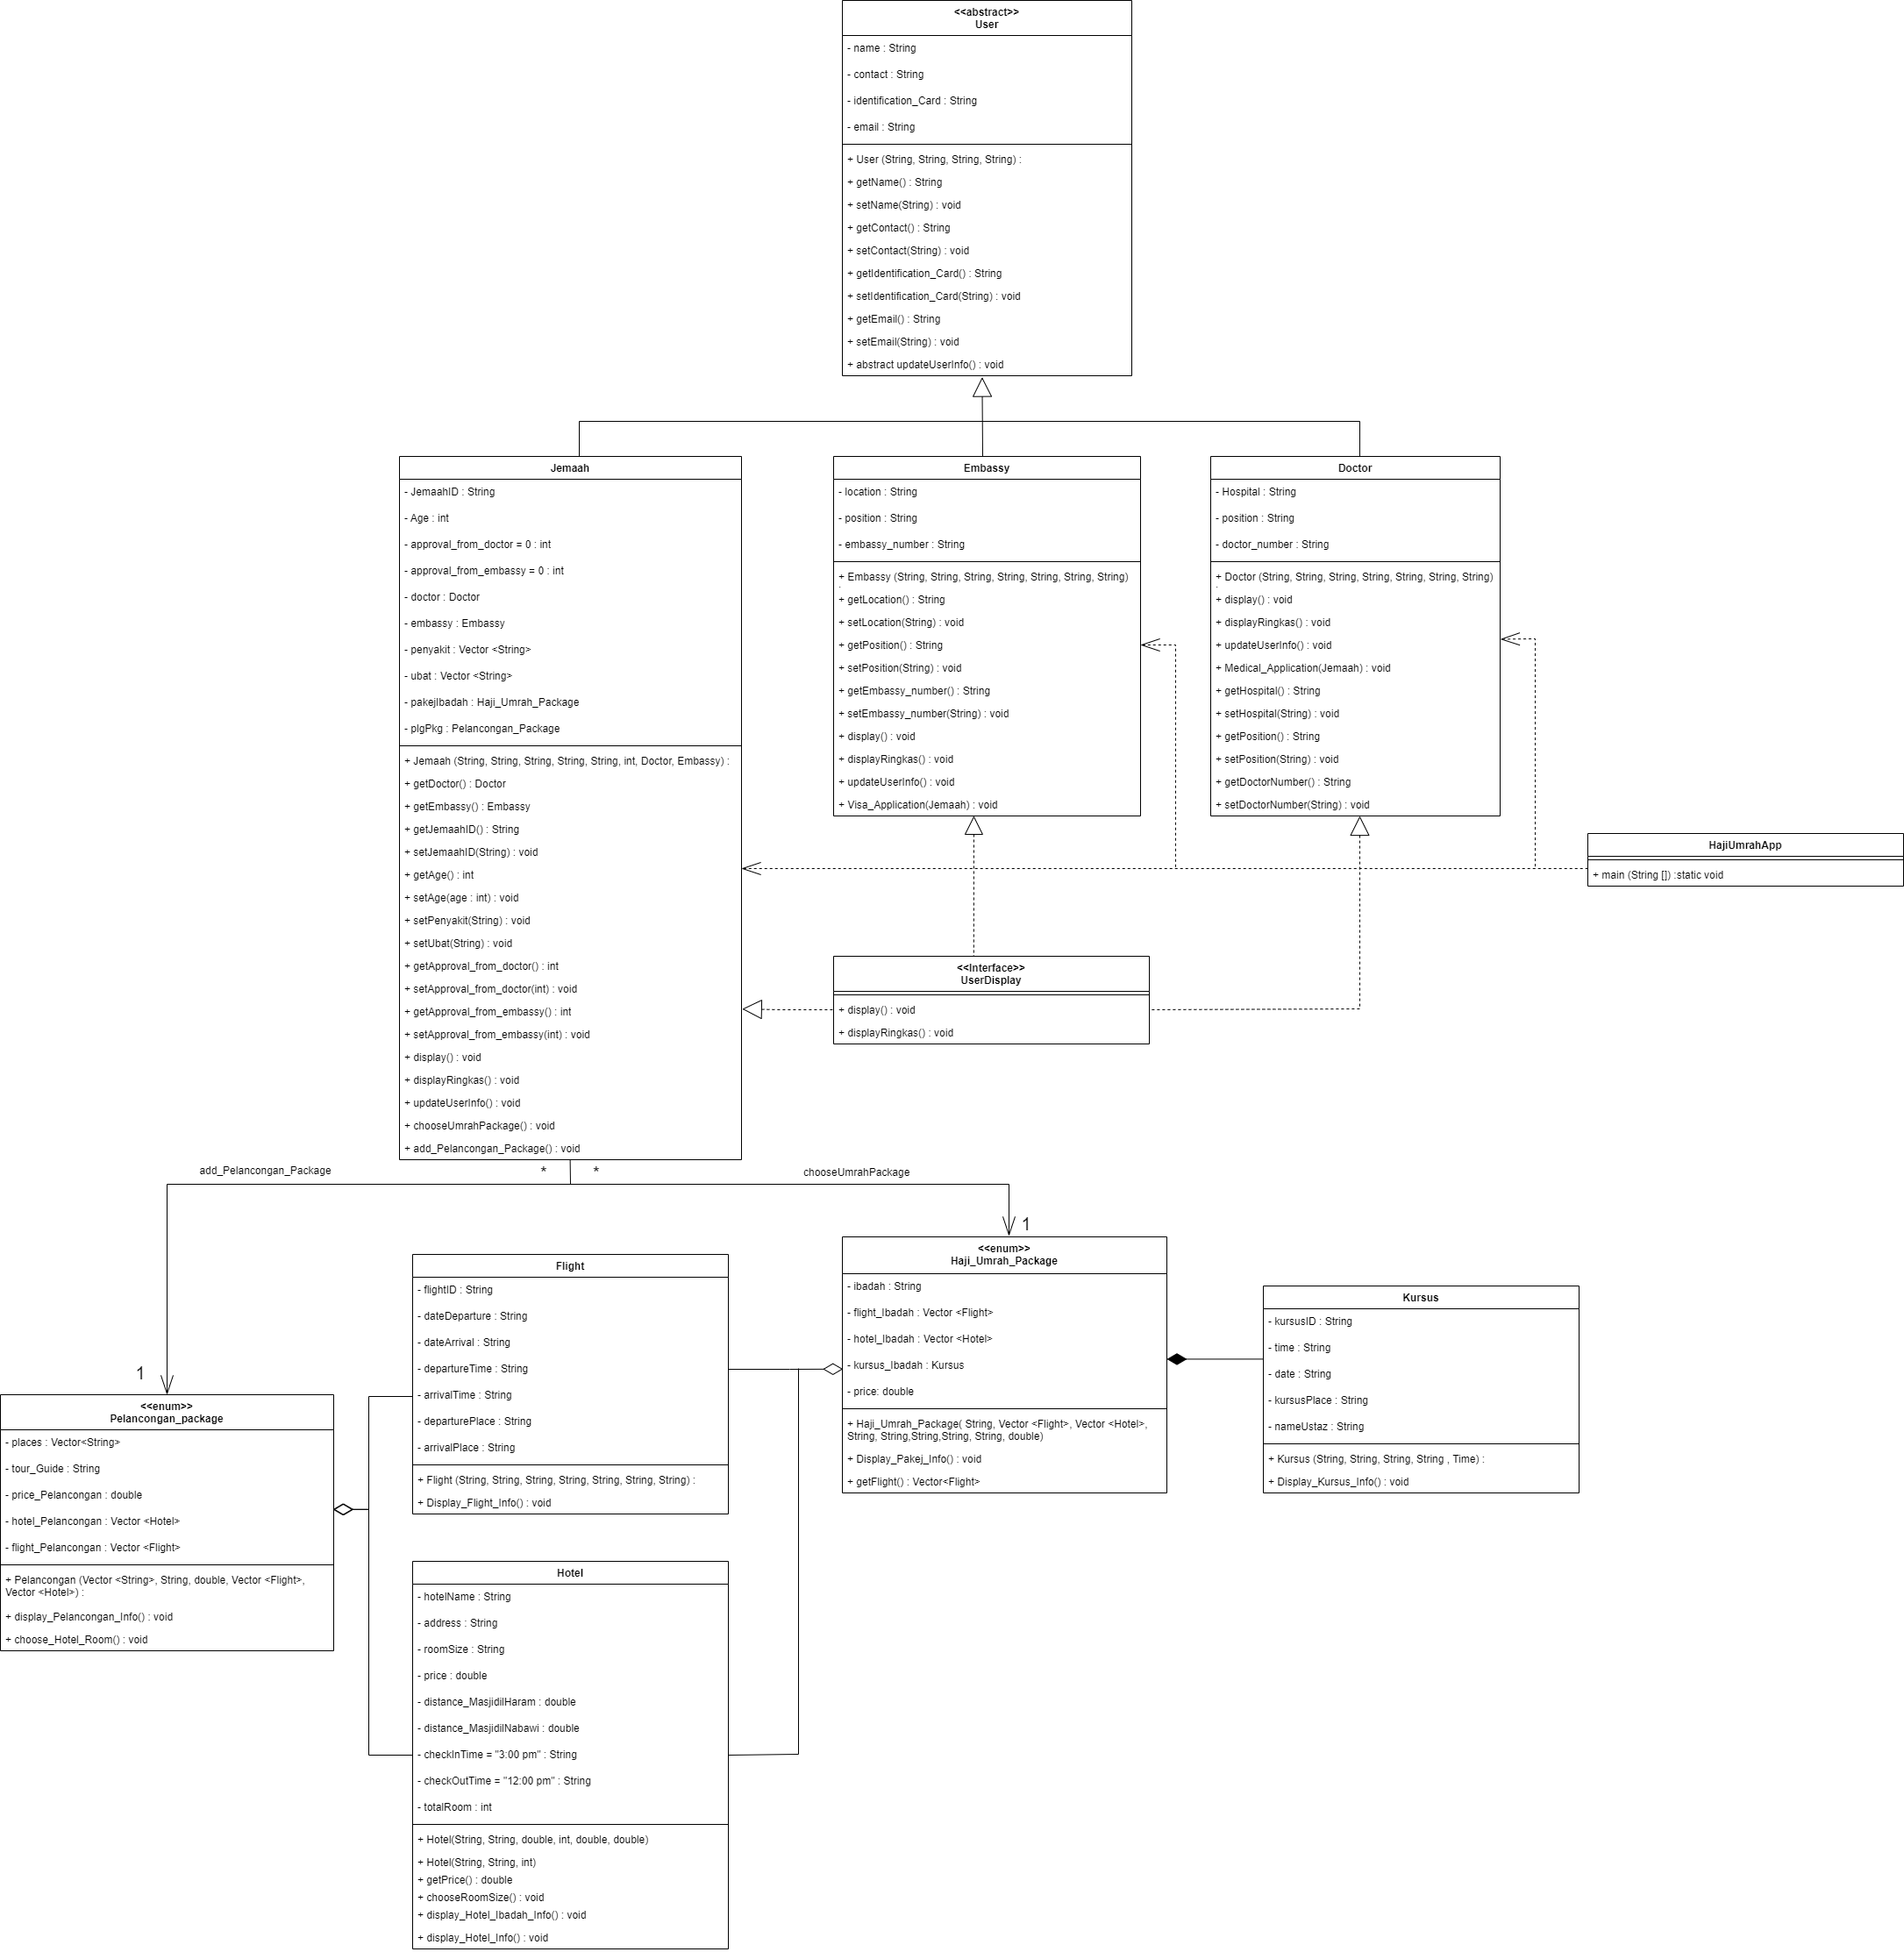 <<abstract>>
User
- name : String
- contact : String
- identification_Card : String
- email : String
+ User (String, String, String, String) :
+ getName() : String
+ setName(String) : void
+ getContact() : String
+ setContact(String) : void
+ getIdentification_Card() : String
+ setIdentification_Card(String) : void
+ getEmail() : String
+ setEmail(String) : void
+ abstract updateUserInfo() : void
Jemaah
- JemaahID : String
- Age : int
- approval_from_doctor = 0 : int
- approval_from_embassy = 0 : int
- doctor : Doctor
- embassy : Embassy
- penyakit : Vector <String>
- ubat : Vector <String>
- pakejIbadah : Haji_Umrah_Package
- plgPkg : Pelancongan_Package
+ Jemaah (String, String, String, String, String, int, Doctor, Embassy) :
+ getDoctor() : Doctor
+ getEmbassy() : Embassy
+ getJemaahID() : String
+ setJemaahID(String) : void
+ getAge() : int
+ setAge(age : int) : void
+ setPenyakit(String) : void
+ setUbat(String) : void
+ getApproval_from_doctor() : int
+ setApproval_from_doctor(int) : void
+ getApproval_from_embassy() : int
+ setApproval_from_embassy(int) : void
+ display() : void
+ displayRingkas() : void
+ updateUserInfo() : void
+ chooseUmrahPackage() : void
+ add_Pelancongan_Package() : void
Embassy
- location : String
- position : String
- embassy_number : String
+ Embassy (String, String, String, String, String, String, String)
:
+ getLocation() : String
+ setLocation(String) : void
+ getPosition() : String
+ setPosition(String) : void
+ getEmbassy_number() : String
+ setEmbassy_number(String) : void
+ display() : void
+ displayRingkas() : void
+ updateUserInfo() : void
+ Visa_Application(Jemaah) : void
Doctor
- Hospital : String
- position : String
- doctor_number : String
+ Doctor (String, String, String, String, String, String, String)
:
+ display() : void
+ displayRingkas() : void
+ updateUserInfo() : void
+ Medical_Application(Jemaah) : void
+ getHospital() : String
+ setHospital(String) : void
+ getPosition() : String
+ setPosition(String) : void
+ getDoctorNumber() : String
+ setDoctorNumber(String) : void
HajiUmrahApp
+ main (String []) :static void
<<Interface>>
UserDisplay
+ display() : void
+ displayRingkas() : void
add_Pelancongan_Package
*
*
chooseUmrahPackage
1
1
<<enum>>
Pelancongan_package
- places : Vector<String>
- tour_Guide : String
- price_Pelancongan : double
- hotel_Pelancongan : Vector <Hotel>
- flight_Pelancongan : Vector <Flight>
+ Pelancongan (Vector <String>, String, double, Vector <Flight>,
Vector <Hotel>) :
+ display_Pelancongan_Info() : void
+ choose_Hotel_Room() : void
Flight
- flightID : String
- dateDeparture : String
- dateArrival : String
- departureTime : String
- arrivalTime : String
- departurePlace : String
- arrivalPlace : String
+ Flight (String, String, String, String, String, String, String) :
+ Display_Flight_Info() : void
Hotel
- hotelName : String
- address : String
- roomSize : String
- price : double
- distance_MasjidilHaram : double
- distance_MasjidilNabawi : double
- checkInTime = "3:00 pm" : String
- checkOutTime = "12:00 pm" : String
- totalRoom : int
+ Hotel(String, String, double, int, double, double)
+ Hotel(String, String, int)
+ getPrice() : double
+ chooseRoomSize() : void
+ display_Hotel_Ibadah_Info() : void
+ display_Hotel_Info() : void
<<enum>>
Haji_Umrah_Package
- ibadah : String
- flight_Ibadah : Vector <Flight>
- hotel_Ibadah : Vector <Hotel>
- kursus_Ibadah : Kursus
- price: double
+ Haji_Umrah_Package( String, Vector <Flight>, Vector <Hotel>,
String, String,String,String, String, double)
+ Display_Pakej_Info() : void
+ getFlight() : Vector<Flight>
Kursus
- kursusID : String
- time : String
- date : String
- kursusPlace : String
- nameUstaz : String
+ Kursus (String, String, String, String , Time) :
+ Display_Kursus_Info() : void